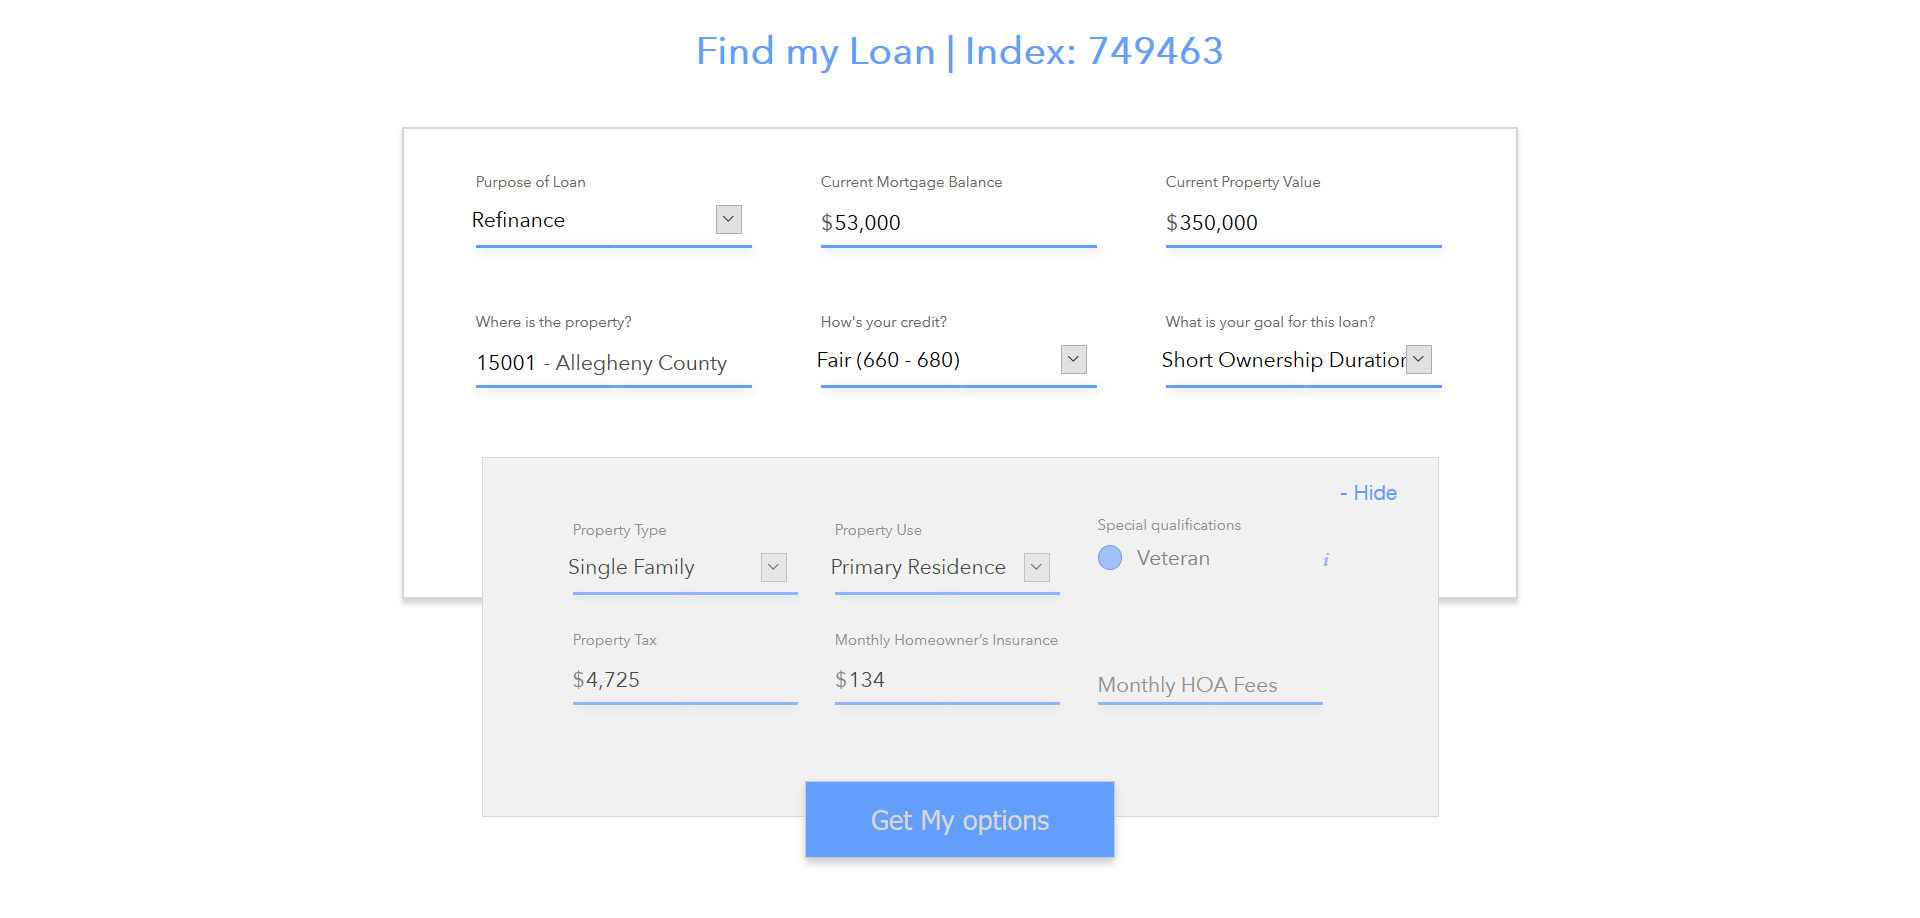 Find my Loan | Index: 749463
Purpose of Loan
Current Mortgage Balance
Current Property Value
Refinance
$53,000
$350,000
Where is the property?
How's your credit?
What is your goal for this loan?
15001 - Allegheny County
Fair (660 - 680)
Short Ownership Duration
- Hide
Property Type
Property Use
Special qualifications
Single Family
Primary Residence
Veteran
i
Property Tax
Monthly Homeowner’s Insurance
$4,725
$134
Monthly HOA Fees
Get My options